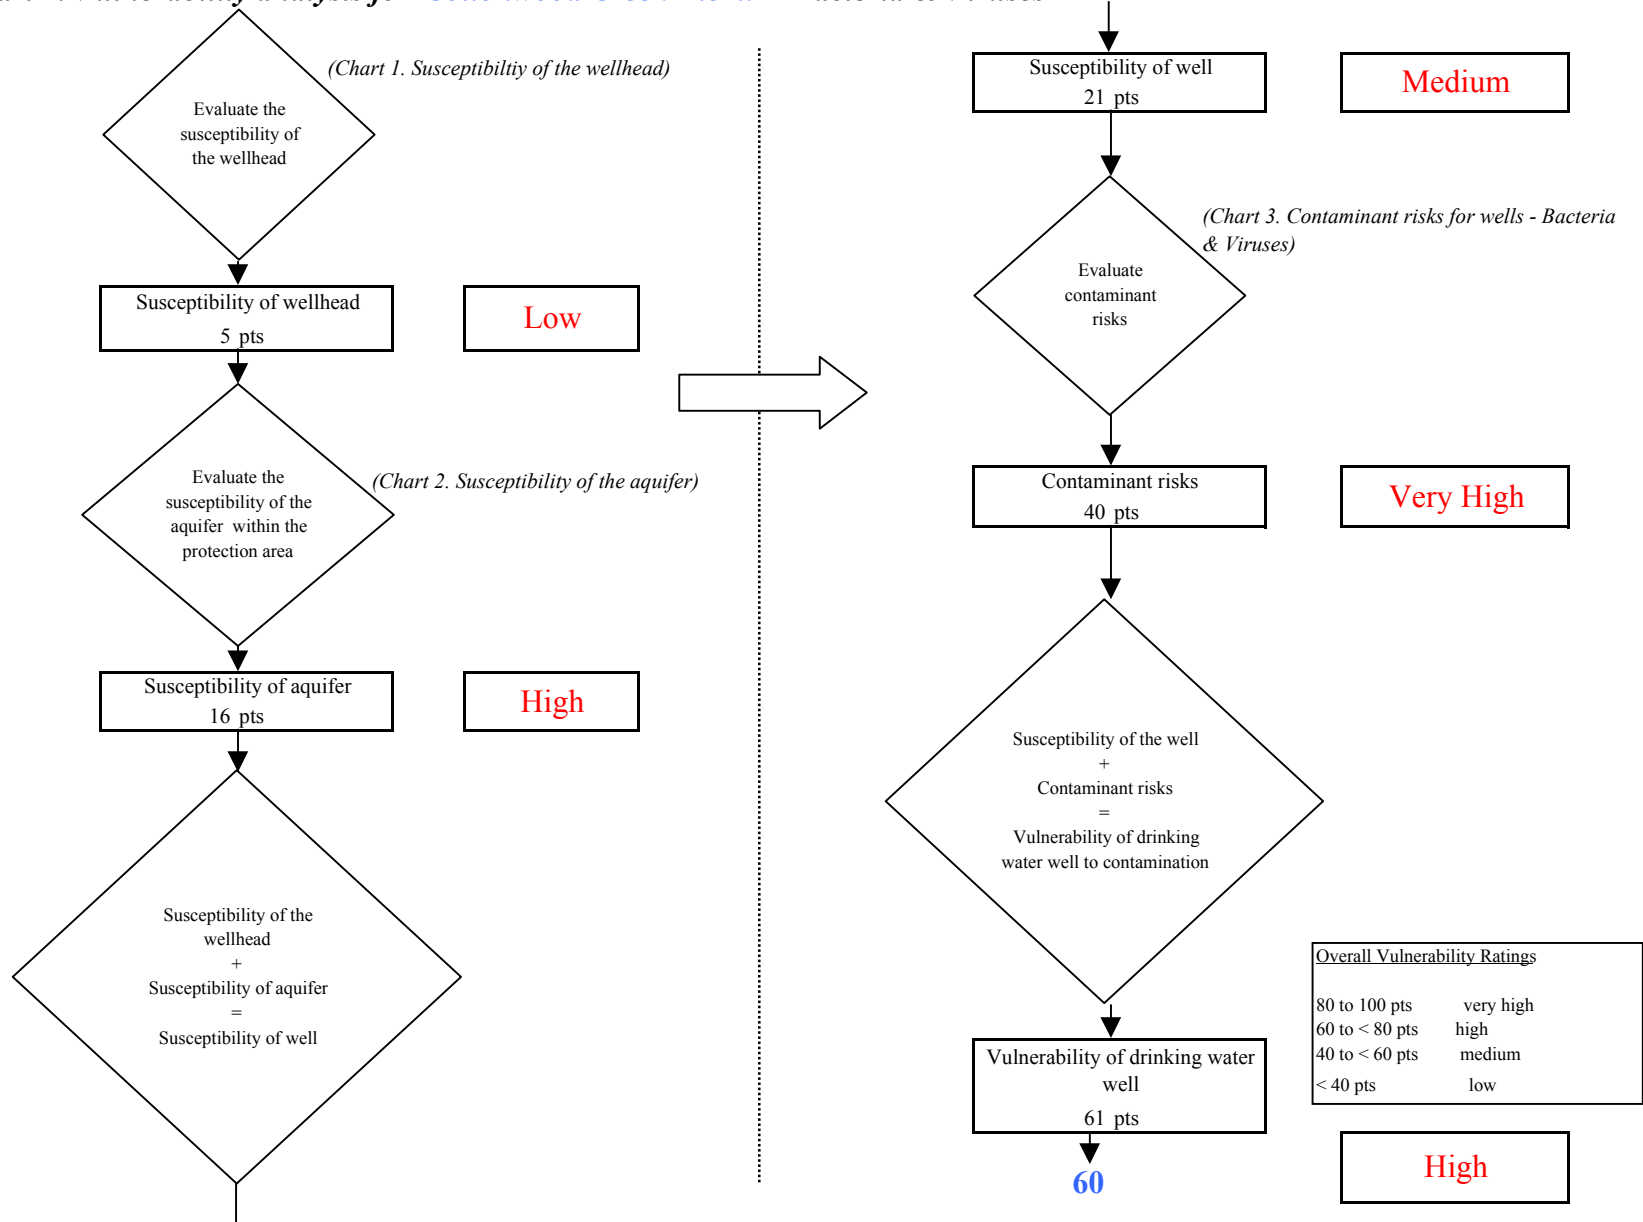 (Chart 1. Susceptibiltiy of the wellhead)
Evaluate the
susceptibility of
the wellhead
Susceptibility of wellhead
5 pts
Low
Evaluate the
susceptibility of the
aquifer within the
protection area
(Chart 2. Susceptibility of the aquifer)
Susceptibility of aquifer
16 pts
High
Susceptibility of the
wellhead
+
Susceptibility of aquifer
=
Susceptibility of well
Susceptibility of well
21 pts
Medium
(Chart 3. Contaminant risks for wells - Bacteria
& Viruses)
Evaluate
contaminant
risks
Contaminant risks
40 pts
Very High
Susceptibility of the well
+
Contaminant risks
=
Vulnerability of drinking
water well to contamination
Overall Vulnerability Ratings
80 to 100 pts very high
60 to < 80 pts high
40 to < 60 pts medium
< 40 pts low
Vulnerability of drinking water
well
61 pts
60
High